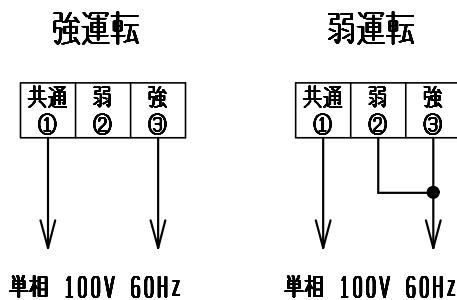 強運転
弱運転
共通 弱 強
① ② ③
共通 弱 強
① ② ③
単相 100V 60Hz
単相 100V 60Hz